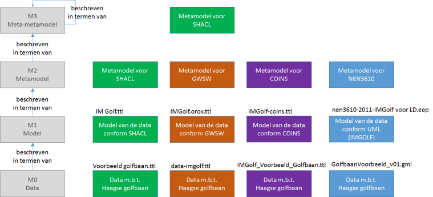 beschreven
in termen van
M3
Meta-metamodel
Metamodel voor
SHACL
beschreven
in termen van
M2
Metamodel
Metamodel voor
SHACL
Metamodel voor
GWSW
Metamodel voor
COINS
Metamodel voor
NEN3610
beschreven
in termen van
IM Golf.ttl
IMGolf.orox.ttl
IMGolf-coins.ttl
nen3610-2011-IMGolf voor LD.eap
M1
Model
Model van de data
conform SHACL
Model van de data
conform GWSW
Model van de data
conform COINS
Model van de data
conform UML
(IMGOLF)
beschreven
in termen van
Voorbeeld golfbaan.ttl
data-imgolf.ttl
IMGolf_Voorbeeld_Golfbaan.ttl
GolfbaanVoorbeeld_v01.gml
M0
Data
Data m.b.t.
Haagse golfbaan
Data m.b.t.
Haagse golfbaan
Data m.b.t.
Haagse golfbaan
Data m.b.t.
Haagse golfbaan